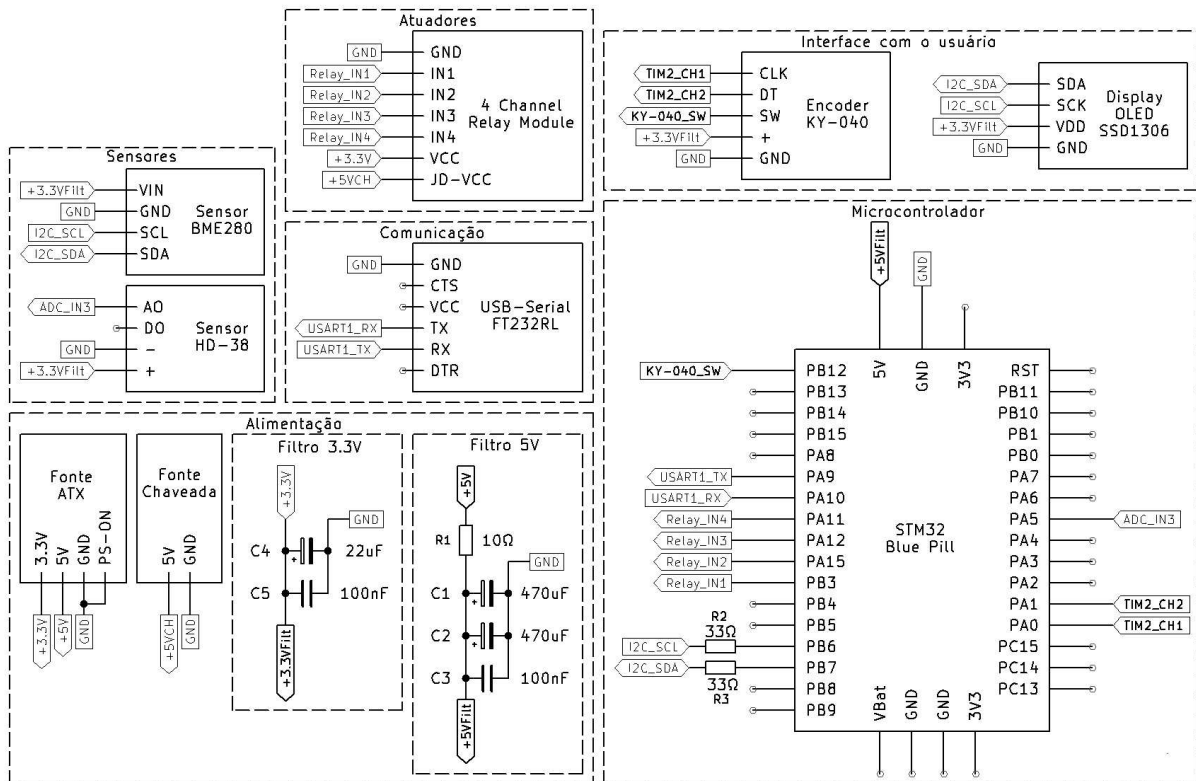 Atuadores
GND
Relay_IN1
Relay_IN2
Relay_IN3
Relay_IN4
+3.3V
+5VCH
GND
IN1
IN2
IN3
IN4
VCC
JD-VCC
4 Channel
Relay Module
Interface com o usuário
TIM2_CH1
TIM2_CH2
KY-040_SW
+3.3VFilt
GND
CLK
DT
SW
+
GND
Encoder
KY-040
I2C_SDA
I2C_SCL
+3.3VFilt
GND
SDA
SCK
VDD
GND
Display
OLED
SSD1306
Sensores
+3.3VFilt
GND
I2C_SCL
I2C_SDA
VIN
GND
SCL
SDA
Sensor
BME280
ADC_IN3
GND
+3.3VFilt
AO
DO
-
+
Sensor
HD-38
Comunicação
GND
USART1_RX
USART1_TX
GND
CTS
VCC
TX
RX
DTR
USB-Serial
FT232RL
Alimentação
Fonte
ATX
3.3V
5V
GND
PS-ON
+3.3V
+5V
GND
Fonte
Chaveada
5V
GND
+5VCH
GND
Filtro 3.3V
+3.3V
GND
C4
+
22uF
C5
100nF
+3.3VFilt
Filtro 5V
+5V
R1
10Ω
GND
C1
+
470uF
C2
+
470uF
C3
100nF
+5VFilt
Microcontrolador
+5VFilt
GND
5V
GND
3V3
KY-040_SW
USART1_TX
USART1_RX
Relay_IN4
Relay_IN3
Relay_IN2
Relay_IN1
R2
33Ω
I2C_SCL
I2C_SDA
33Ω
R3
PB12
PB13
PB14
PB15
PA8
PA9
PA10
PA11
PA12
PA15
PB3
PB4
PB5
PB6
PB7
PB8
PB9
STM32
Blue Pill
RST
PB11
PB10
PB1
PB0
PA7
PA6
PA5
PA4
PA3
PA2
PA1
PA0
PC15
PC14
PC13
ADC_IN3
TIM2_CH2
TIM2_CH1
VBat
GND
GND
3V3